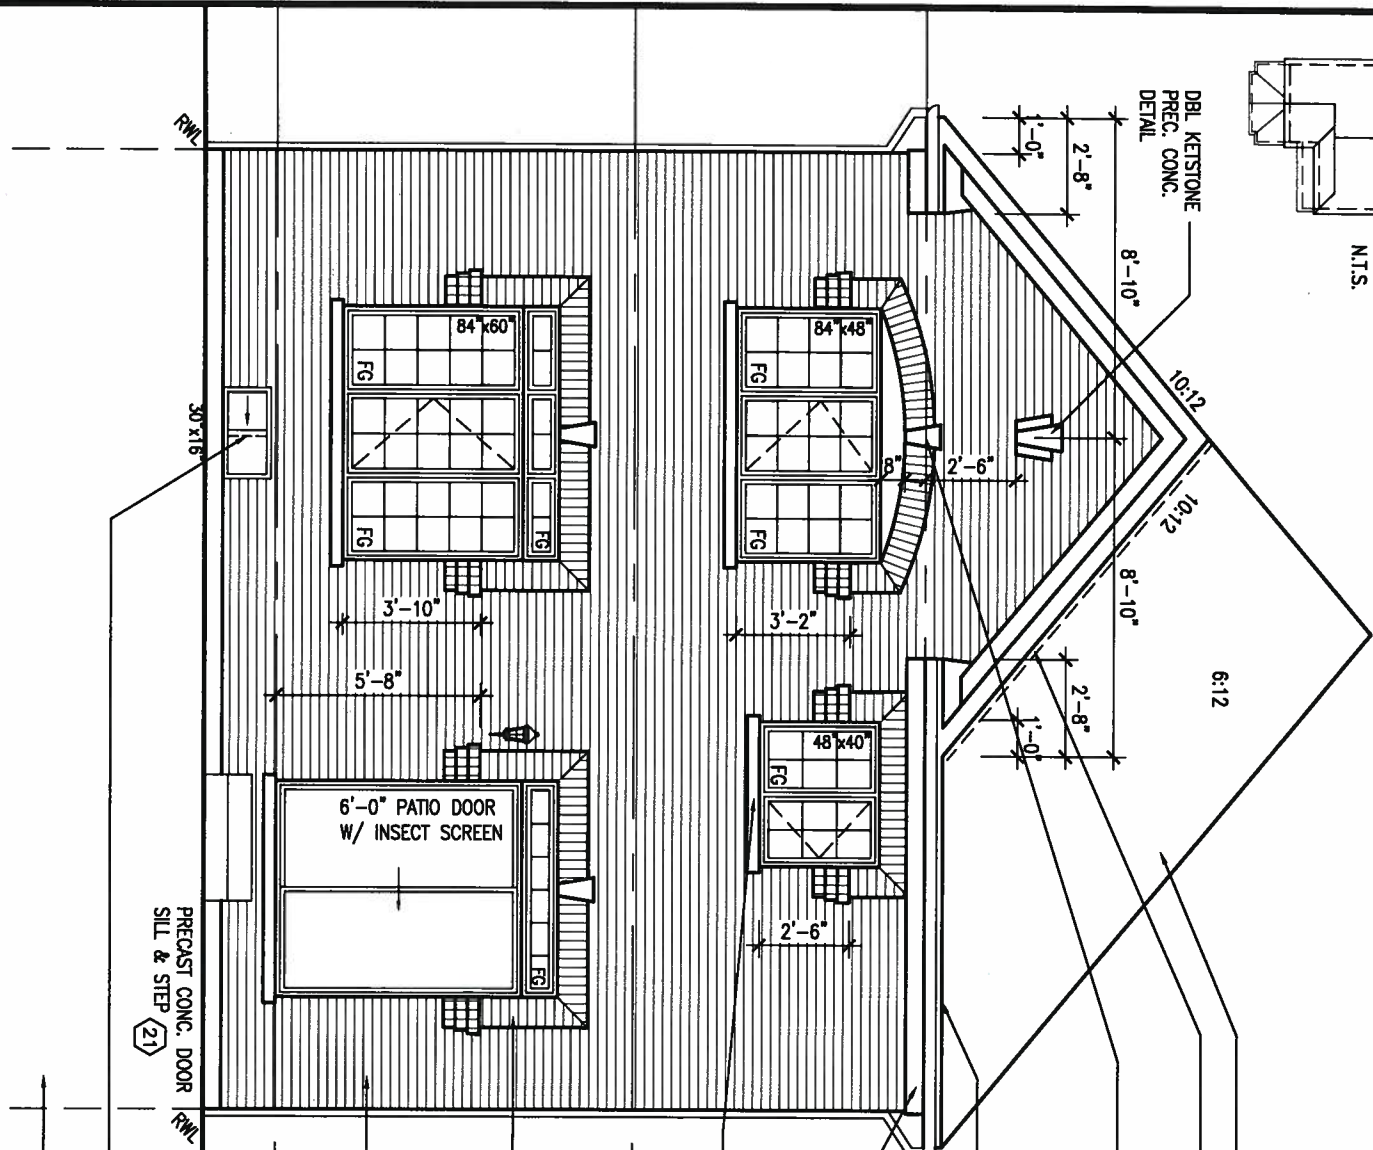 N.T.S.
DBL KETSTONE
PREC. CONC.
DETAIL
1'-0"
2'-8"
8'-10"
10:12
10:12
8'-10"
2'-8"
1'-0"
6:12
RWL
84"x60"
FG
FG
FG
84"x48"
FG
FG
8"
2'-6"
30"x16"
3'-10"
3'-2"
5'-8"
48"x40"
FG
6'-0" PATIO DOOR
W/ INSECT SCREEN
FG
2'-6"
PRECAST CONC. DOOR
SILL & STEP
21
RWL